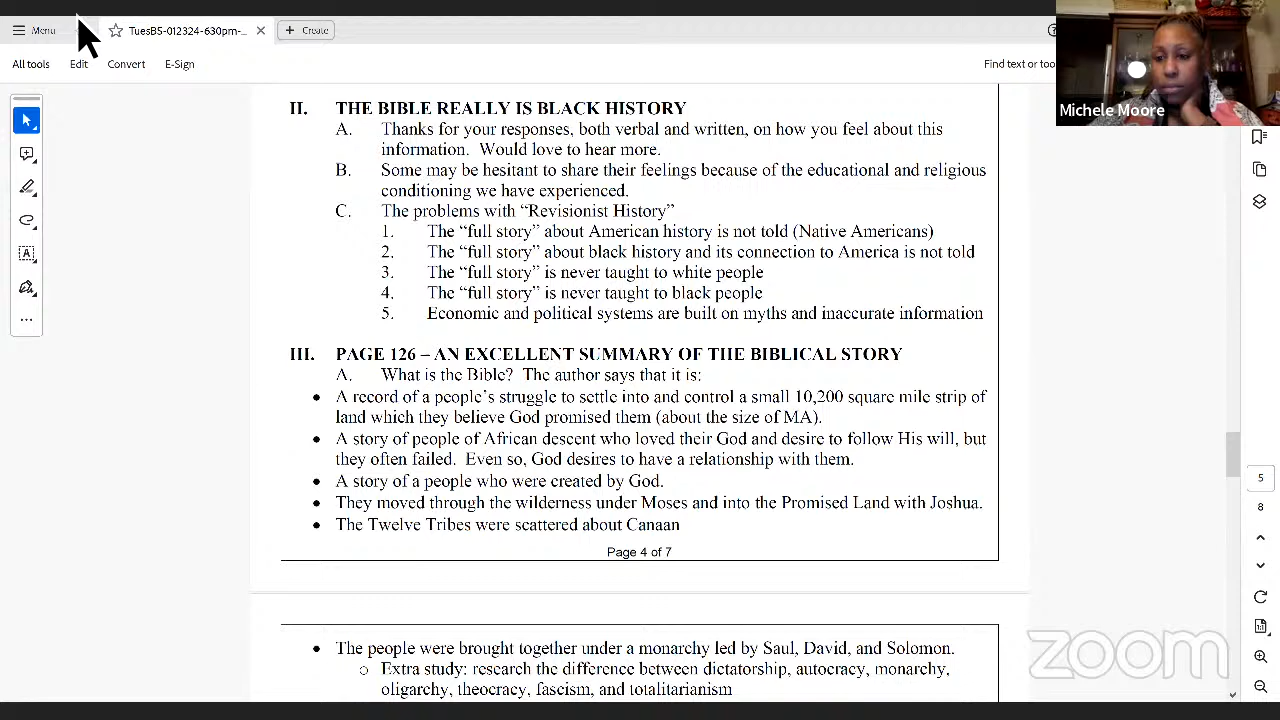 Menu
TuesBS-012324-630pm-...
Create
All tools
Edit
Convert
E-Sign
Find text or too
Michele Moore
II. THE BIBLE REALLY IS BLACK HISTORY
A. Thanks for your responses, both verbal and written, on how you feel about this
information. Would love to hear more.
B. Some may be hesitant to share their feelings because of the educational and religious
conditioning we have experienced.
C. The problems with “Revisionist History”
1. The “full story” about American history is not told (Native Americans)
2. The “full story” about black history and its connection to America is not told
3. The “full story” is never taught to white people
4. The “full story” is never taught to black people
5. Economic and political systems are built on myths and inaccurate information
III. PAGE 126 – AN EXCELLENT SUMMARY OF THE BIBLICAL STORY
A. What is the Bible? The author says that it is:
• A record of a people’s struggle to settle into and control a small 10,200 square mile strip of
land which they believe God promised them (about the size of MA).
• A story of people of African descent who loved their God and desire to follow His will, but
they often failed. Even so, God desires to have a relationship with them.
• A story of a people who were created by God.
• They moved through the wilderness under Moses and into the Promised Land with Joshua.
• The Twelve Tribes were scattered about Canaan
Page 4 of 7
• The people were brought together under a monarchy led by Saul, David, and Solomon.
o Extra study: research the difference between dictatorship, autocracy, monarchy,
oligarchy, theocracy, fascism, and totalitarianism
5
8
zoom